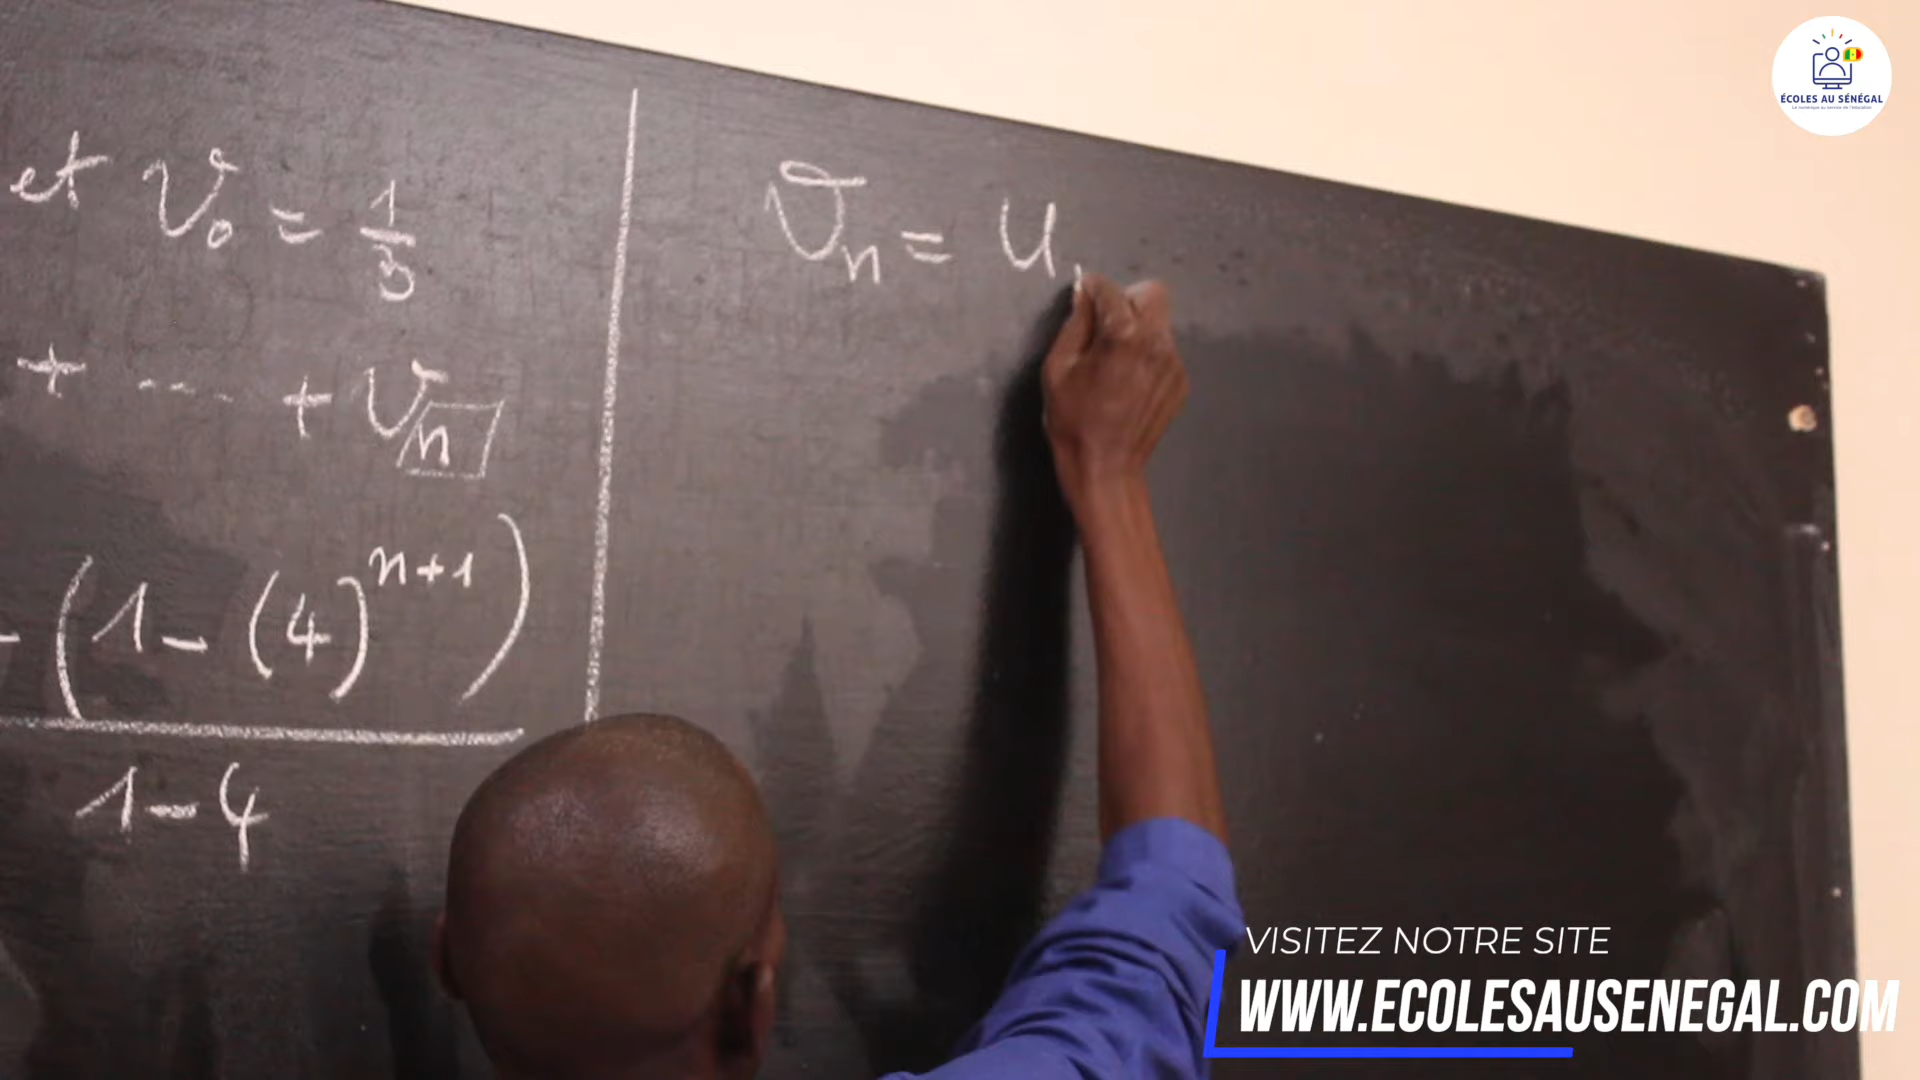 et V₀ = 1/3
+ ... + Vn
- (1 - (4)^n+1)
1 - 4
Vn = U
ÉCOLES AU SÉNÉGAL
VISITEZ NOTRE SITE
WWW.ECOLESAUSENEGAL.COM